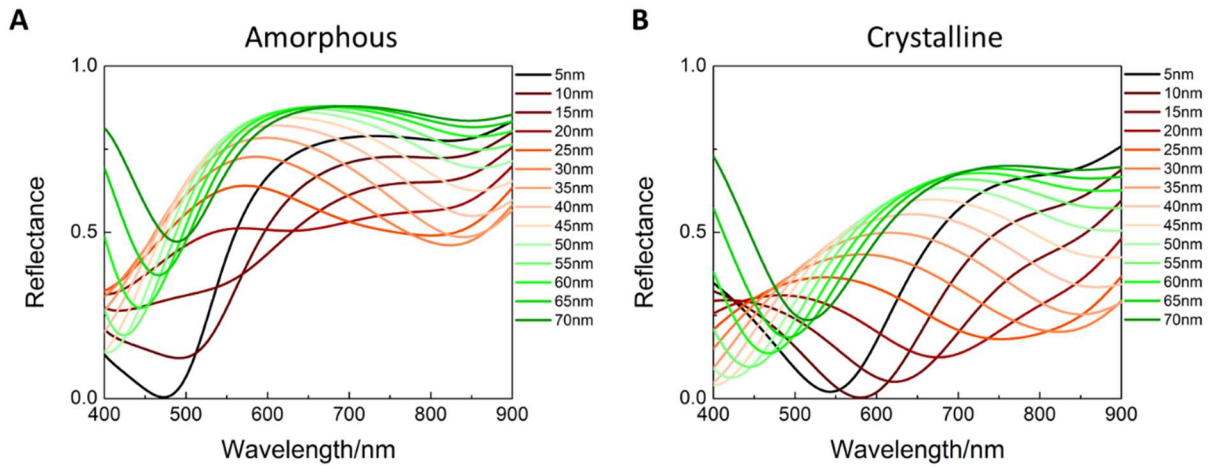 A
Amorphous
1.0
0.5
0.0
Reflectance
400 500 600 700 800 900
Wavelength/nm
5nm
10nm
15nm
20nm
25nm
30nm
35nm
40nm
45nm
50nm
55nm
60nm
65nm
70nm
B
Crystalline
1.0
0.5
0.0
Reflectance
400 500 600 700 800 900
Wavelength/nm
5nm
10nm
15nm
20nm
25nm
30nm
35nm
40nm
45nm
50nm
55nm
60nm
65nm
70nm